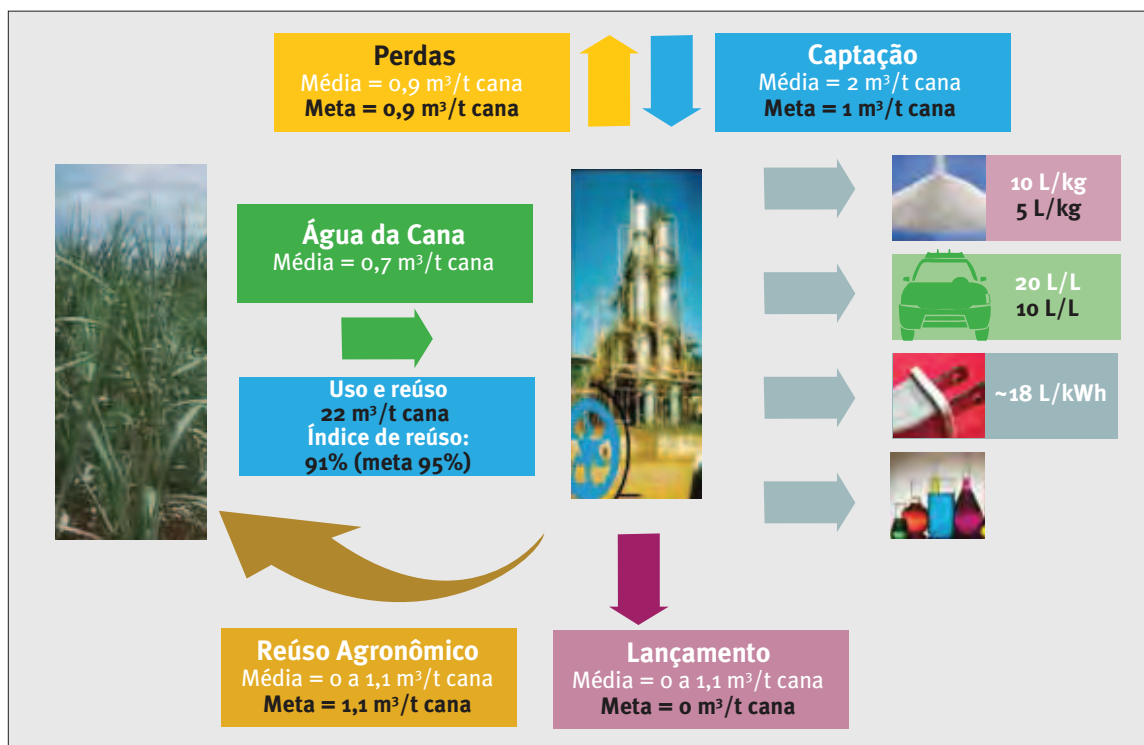 Perdas
Média = 0,9 m³/t cana
Meta = 0,9 m³/t cana
Captação
Média = 2 m³/t cana
Meta = 1 m³/t cana
Água da Cana
Média = 0,7 m³/t cana
Uso e reúso
22 m³/t cana
Índice de reúso:
91% (meta 95%)
10 L/kg
5 L/kg
20 L/L
10 L/L
~18 L/kWh
Reúso Agronômico
Média = 0 a 1,1 m³/t cana
Meta = 1,1 m³/t cana
Lançamento
Média = 0 a 1,1 m³/t cana
Meta = 0 m³/t cana